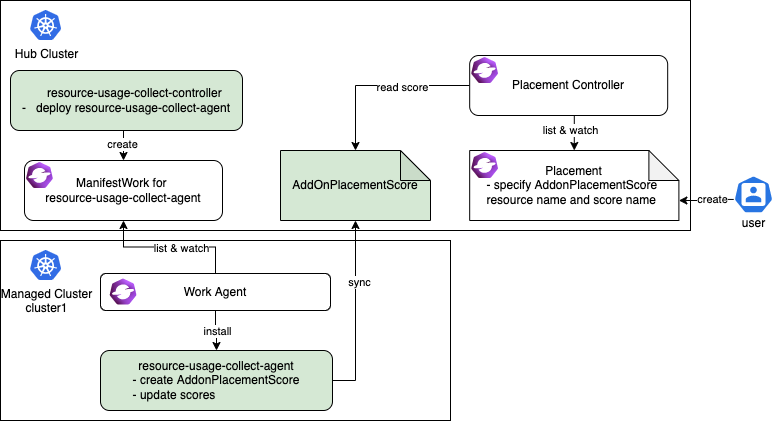 Hub Cluster
resource-usage-collect-controller
- deploy resource-usage-collect-agent
create
ManifestWork for
resource-usage-collect-agent
read score
AddOnPlacementScore
Placement Controller
list & watch
Placement
- specify AddonPlacementScore
resource name and score name
create
user
list & watch
Managed Cluster
cluster1
Work Agent
sync
install
resource-usage-collect-agent
- create AddonPlacementScore
- update scores